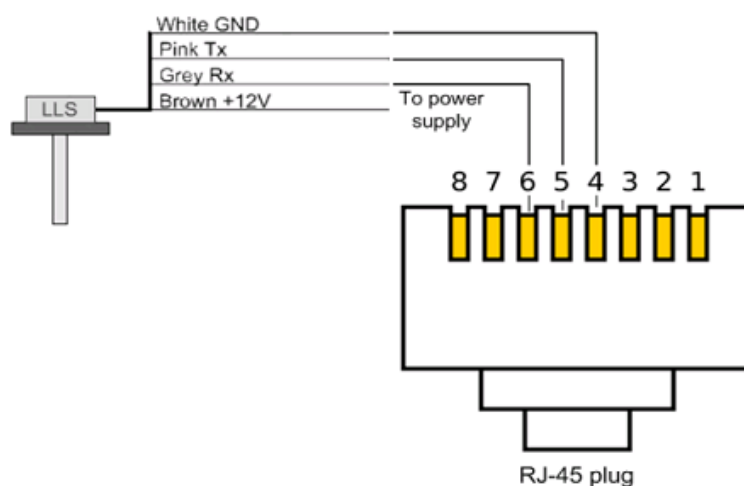 White GND
Pink Tx
Grey Rx
Brown +12V
To power
supply
LLS
8 7 6 5 4 3 2 1
RJ-45 plug